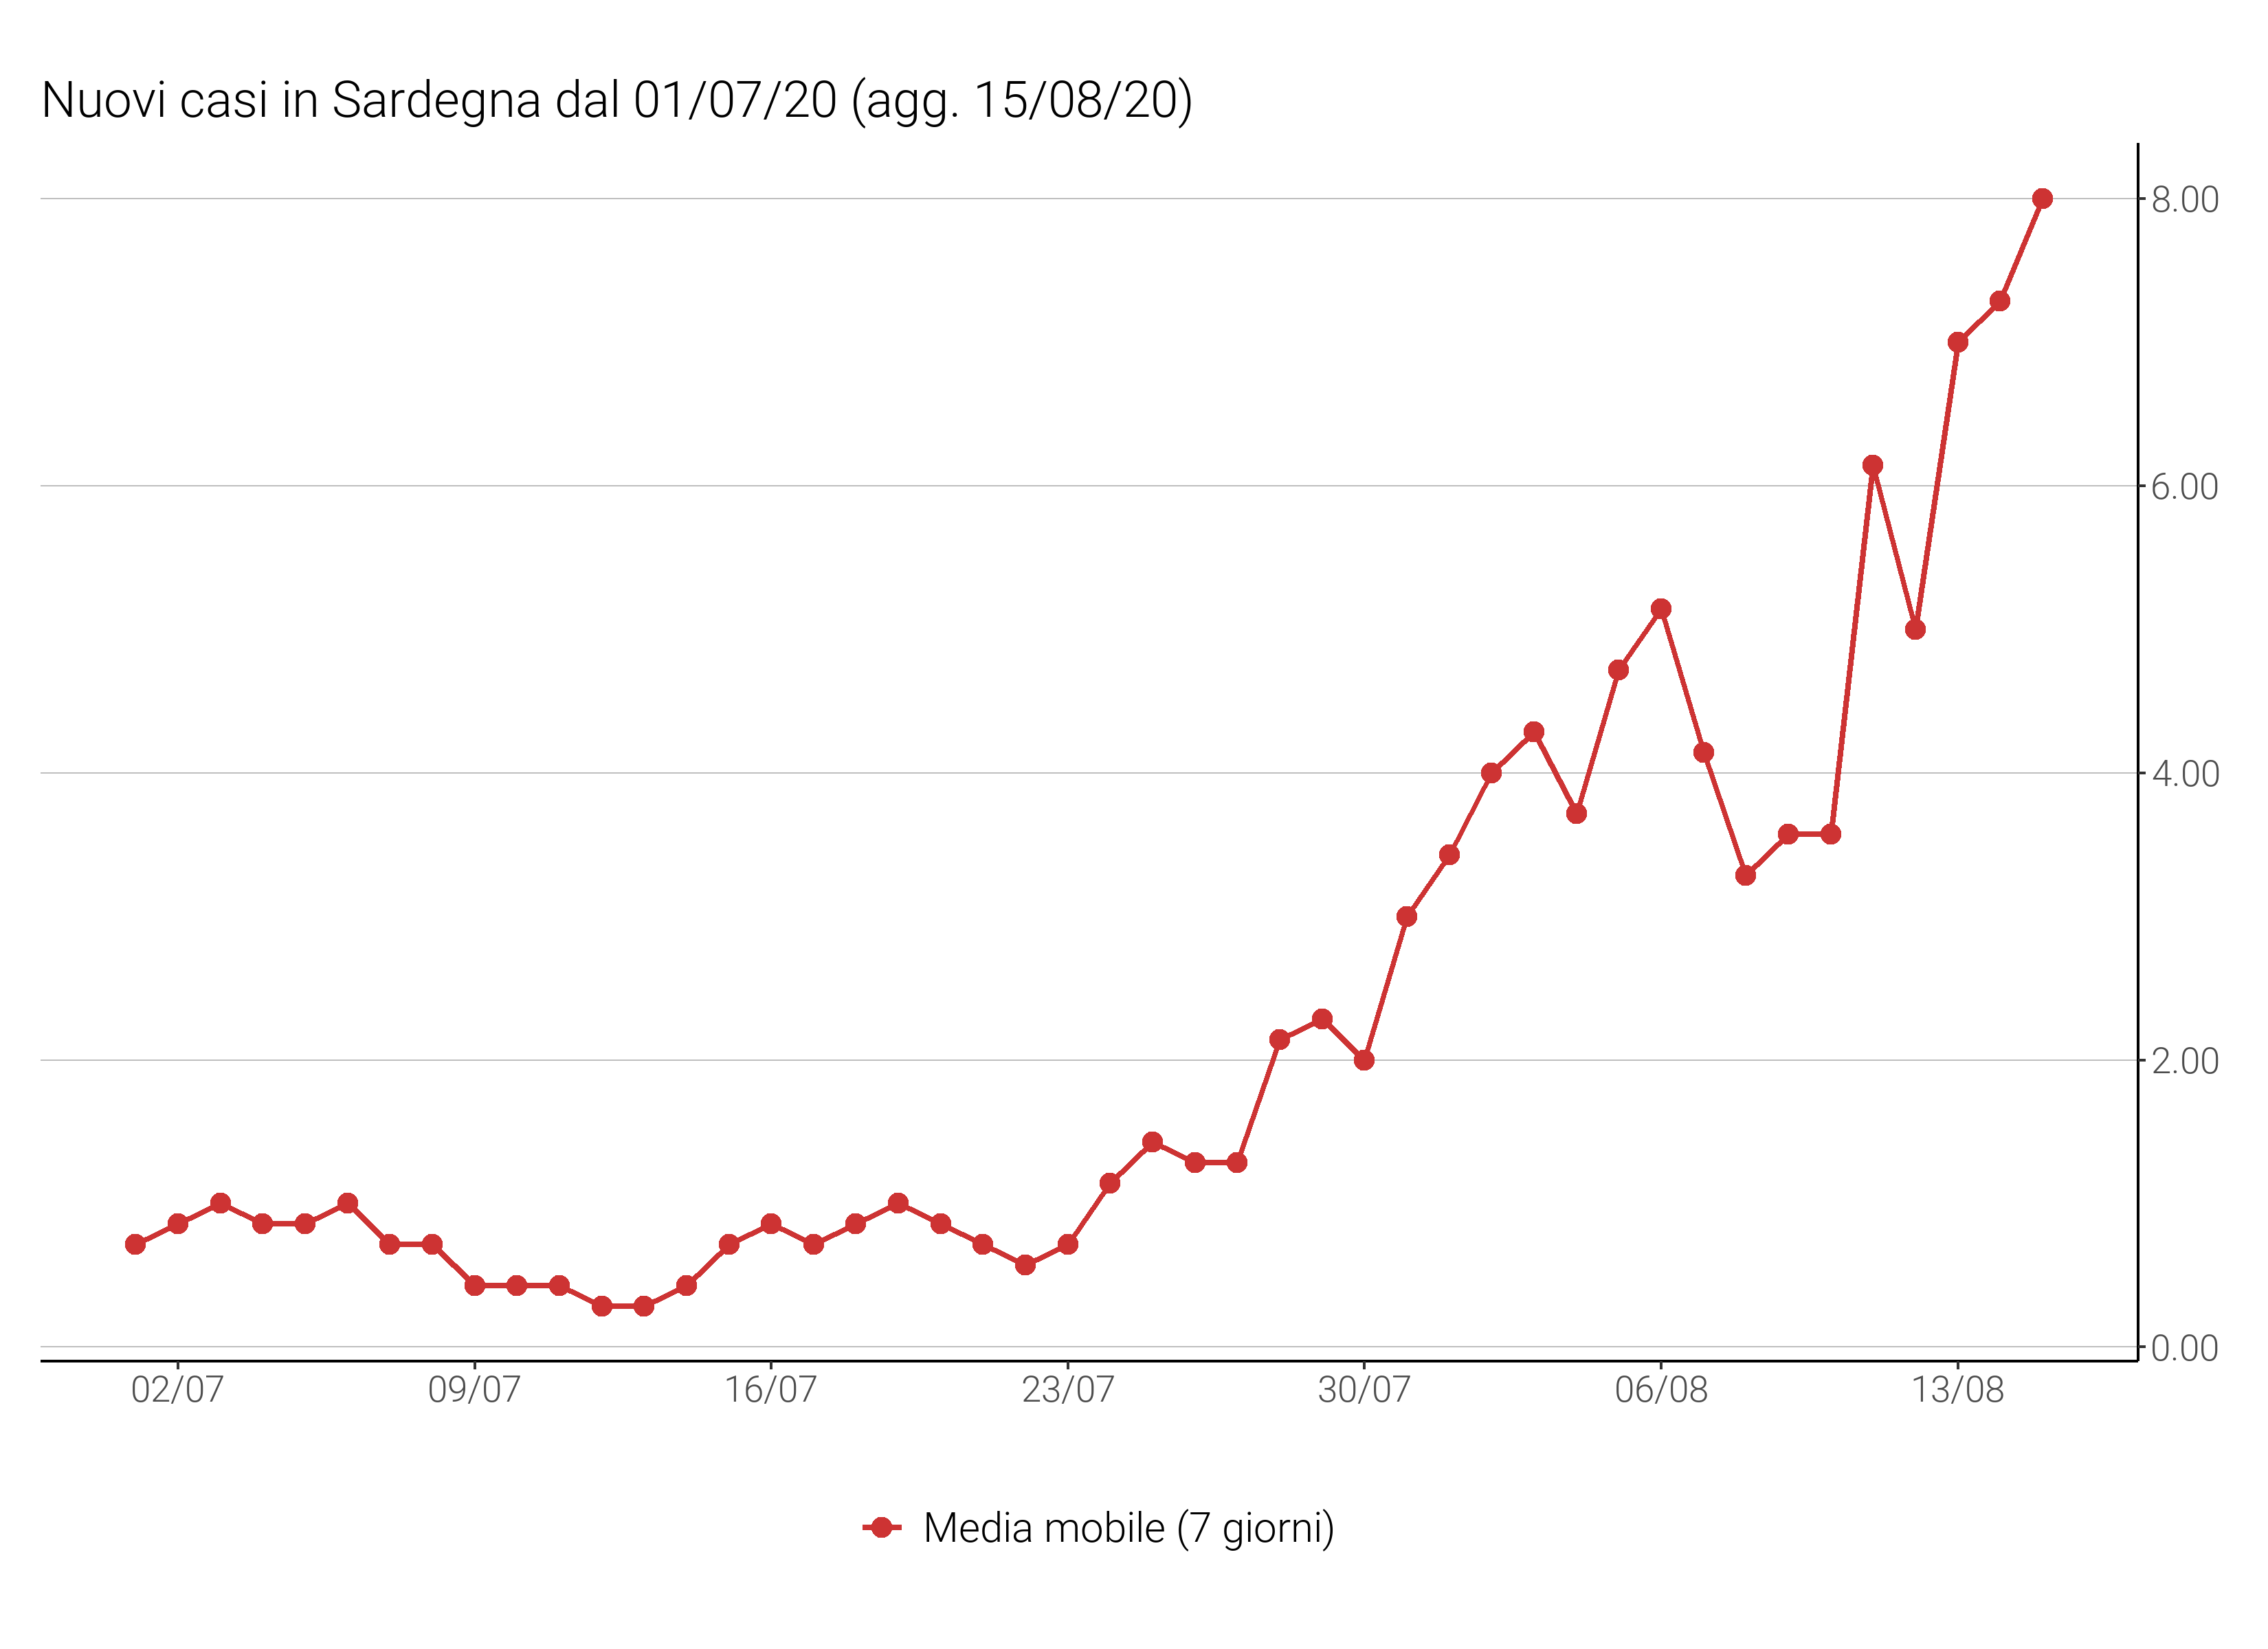 Nuovi casi in Sardegna dal 01/07/20 (agg. 15/08/20)
8.00
6.00
4.00
2.00
0.00
02/07 09/07 16/07 23/07 30/07 06/08 13/08
Media mobile (7 giorni)